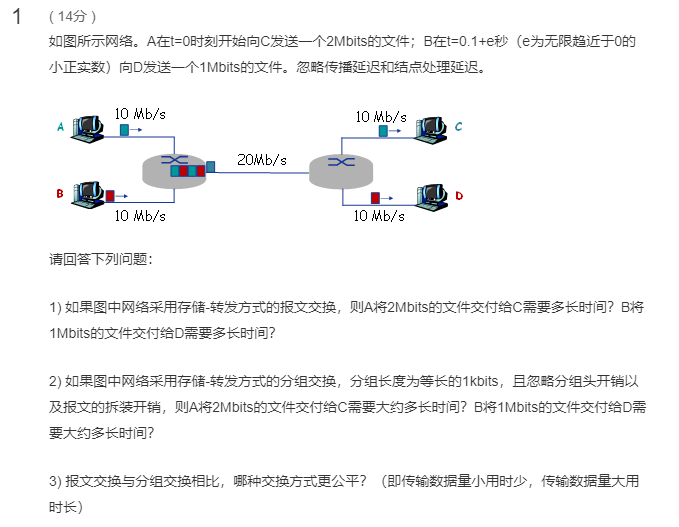 1
( 14分 )
如图所示网络。A在t=0时刻开始向C发送一个2Mbits的文件；B在t=0.1+e秒（e为无限趋近于0的
小正实数）向D发送一个1Mbits的文件。忽略传播延迟和结点处理延迟。
10 Mb/s 10 Mb/s
A C
20Mb/s
B D
10 Mb/s 10 Mb/s
请回答下列问题：
1) 如果图中网络采用存储-转发方式的报文交换，则A将2Mbits的文件交付给C需要多长时间？B将
1Mbits的文件交付给D需要多长时间？
2) 如果图中网络采用存储-转发方式的分组交换，分组长度为等长的1kbits，且忽略分组头开销以
及报文的拆装开销，则A将2Mbits的文件交付给C需要大约多长时间？B将1Mbits的文件交付给D需
要大约多长时间？
3) 报文交换与分组交换相比，哪种交换方式更公平？（即传输数据量小用时少，传输数据量大用
时长）